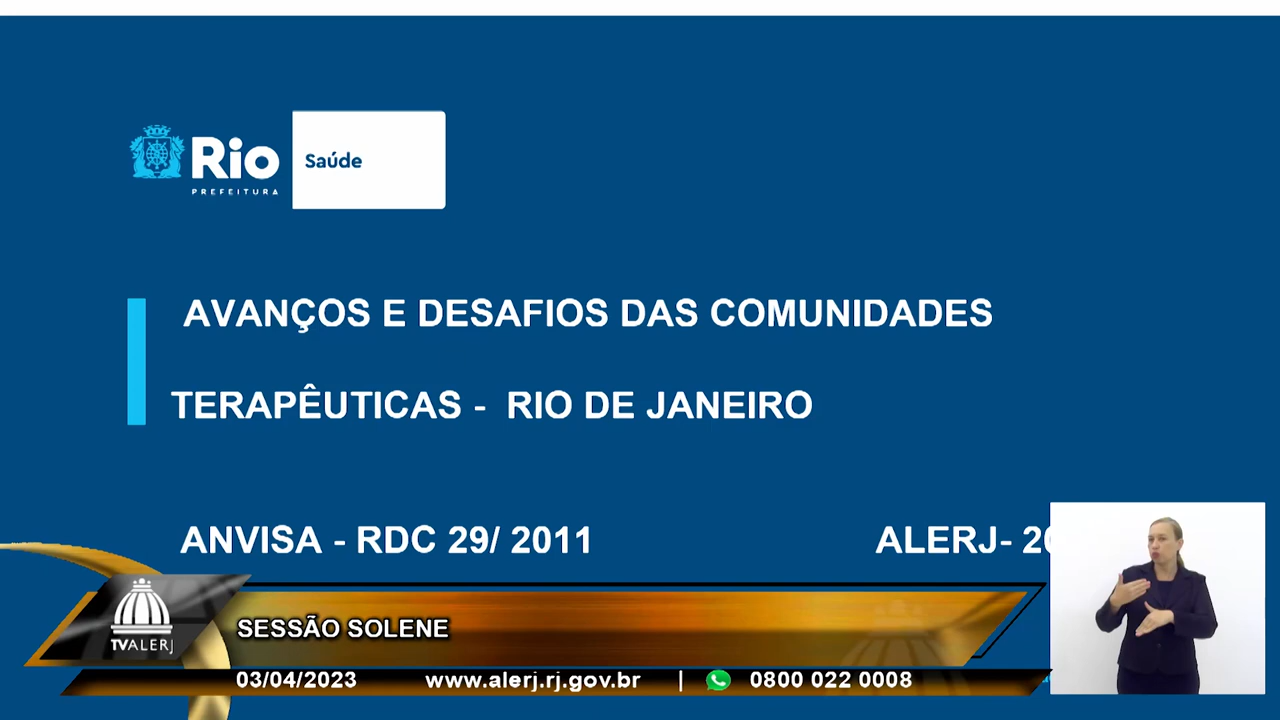 Rio
PREFEITURA
Saúde
AVANÇOS E DESAFIOS DAS COMUNIDADES
TERAPÊUTICAS - RIO DE JANEIRO
ANVISA - RDC 29/ 2011
ALERJ- 20
TVALERJ
SESSÃO SOLENE
03/04/2023
www.alerj.rj.gov.br | 0800 022 0008